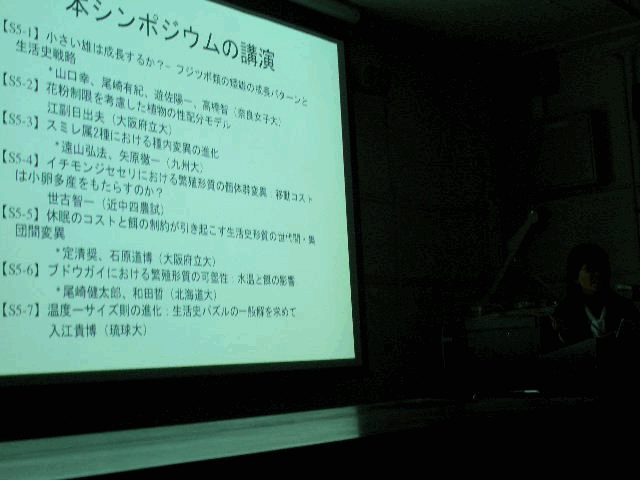 本シンポジウムの講演
【S5-1】小さい雄は成長するか？- フジツボ類の矮雄の成長パターンと
生活史戦略
*山口幸、尾崎有紀、遊佐陽一、高橋智（奈良女子大）
【S5-2】花粉制限を考慮した植物の性配分モデル
江副日出夫（大阪府立大）
【S5-3】スミレ属2種における種内変異の進化
*遠山弘法、矢原徹一（九州大）
【S5-4】イチモンジセセリにおける繁殖形質の個体群変異：移動コスト
は小卵多産をもたらすのか？
世古智一（近中四農試）
【S5-5】休眠のコストと餌の制約が引き起こす生活史形質の世代間・集
団間変異
*定清奨、石原道博（大阪府立大）
【S5-6】ブドウガイにおける繁殖形質の可塑性：水温と餌の影響
*尾崎健太郎、和田哲（北海道大）
【S5-7】温度－サイズ則の進化：生活史パズルの一般解を求めて
入江貴博（琉球大）